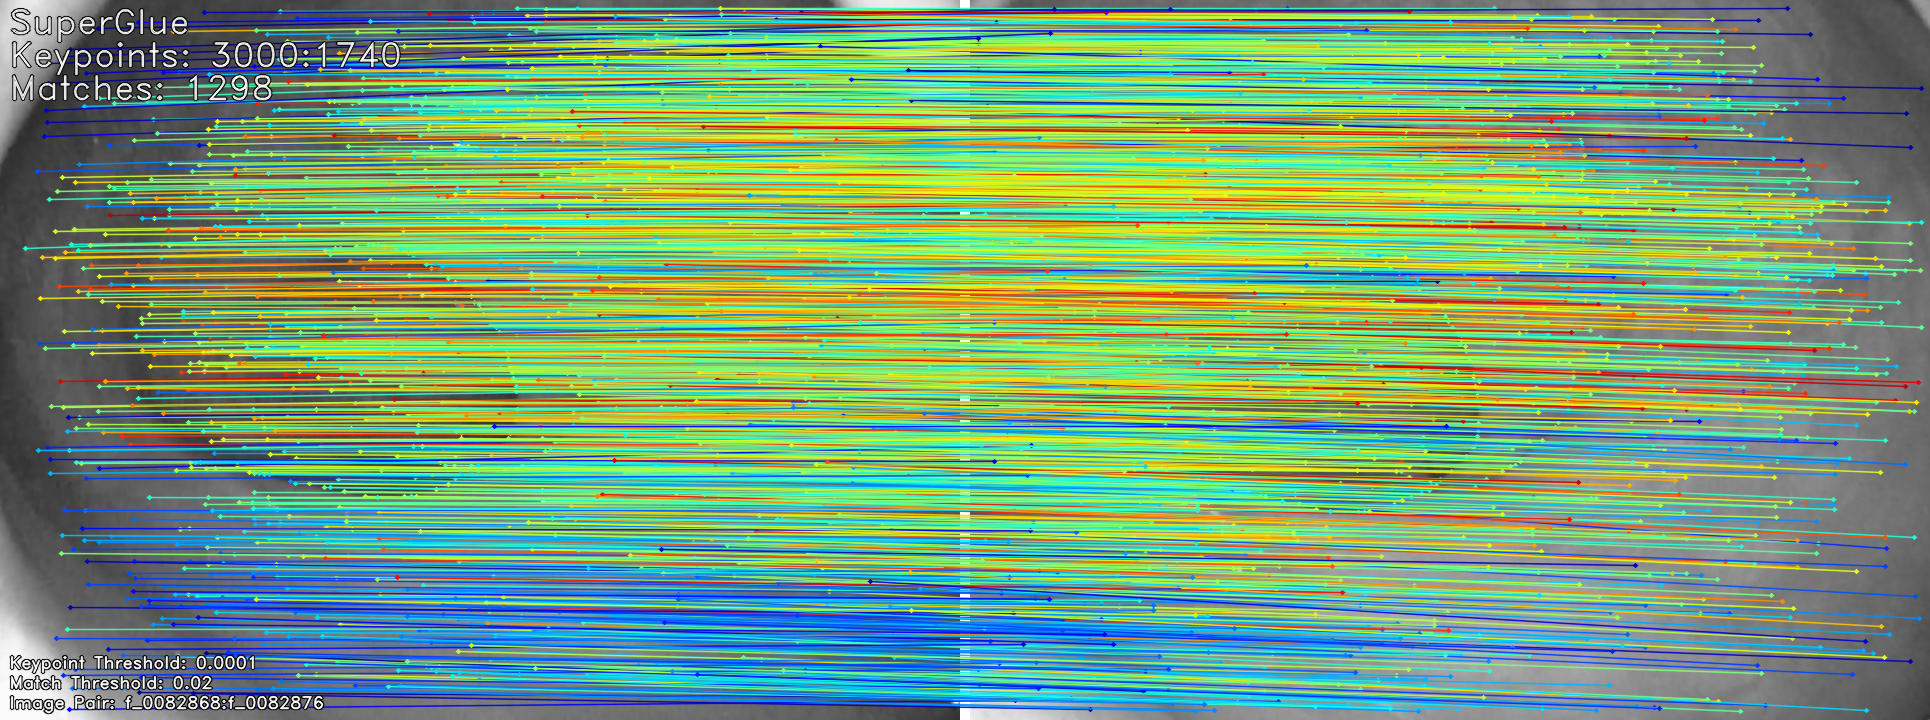 SuperGlue
Keypoints: 3000:1740
Matches: 1298
Keypoint Threshold: 0.0001
Match Threshold: 0.02
Image Pair: f_0082868:f_0082876